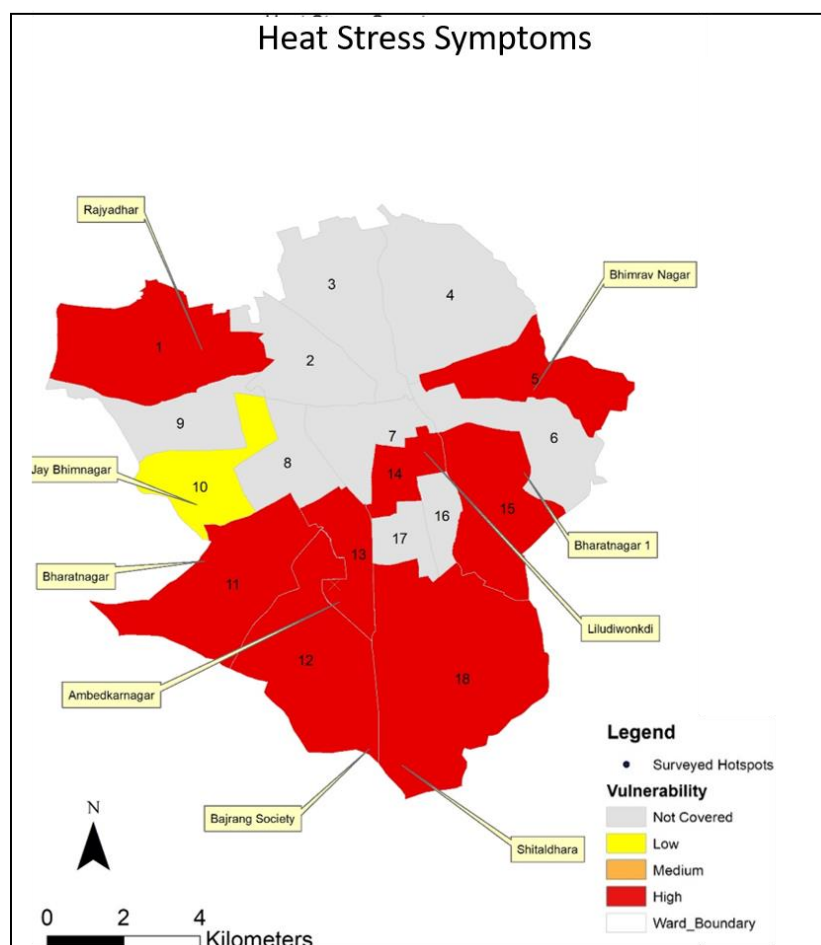 Heat Stress Symptoms
Rajyadhar
3
4
Bhimrav Nagar
1
2
5
9
7
6
8
14
Jay Bhimnagar
10
16
15
17
13
Bharatnagar 1
Bharatnagar
11
Liludiwonkdi
12
18
Ambedkarnagar
Legend
Surveyed Hotspots
Vulnerability
Bajrang Society
Not Covered
N
Shitaldhara
Low
Medium
High
Ward_Boundary
0 2 4
Kilometers